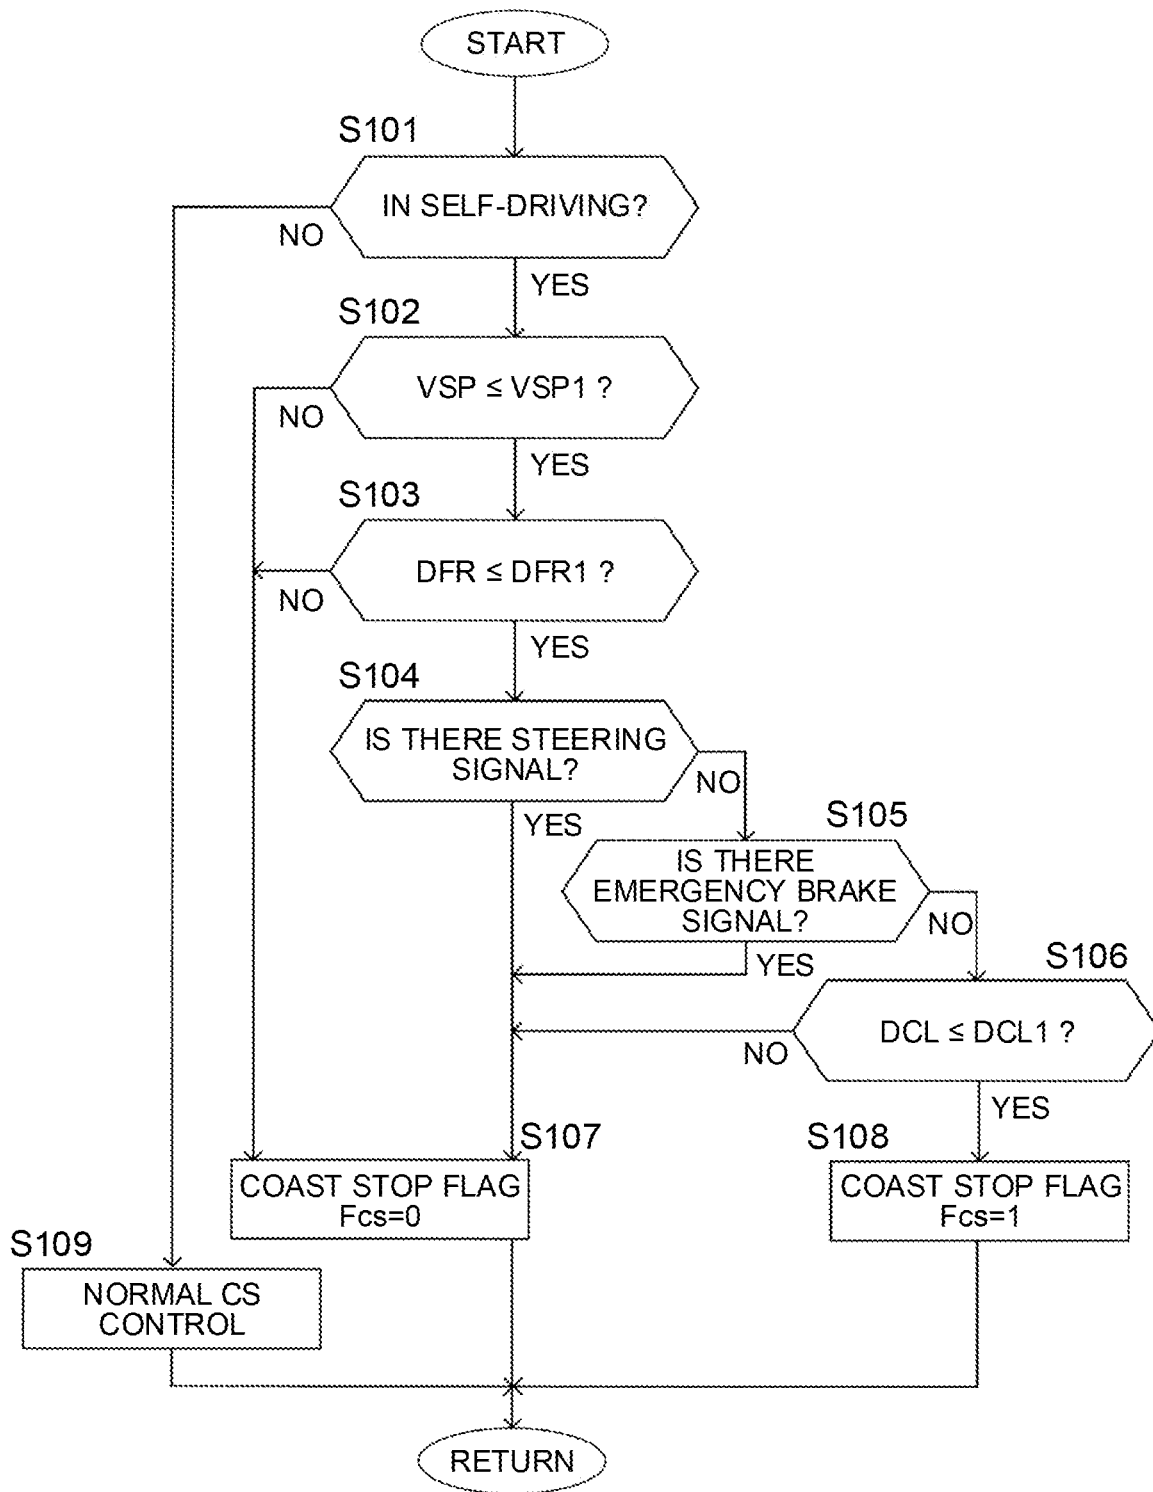 START
S101
IN SELF-DRIVING?
NO
YES
S102
VSP ≤ VSP1 ?
NO
YES
S103
DFR ≤ DFR1 ?
NO
YES
S104
IS THERE STEERING
SIGNAL?
NO
YES
S105
IS THERE
EMERGENCY BRAKE
SIGNAL?
NO
YES
S106
DCL ≤ DCL1 ?
NO
YES
S107
COAST STOP FLAG
Fcs=0
S108
COAST STOP FLAG
Fcs=1
S109
NORMAL CS
CONTROL
RETURN